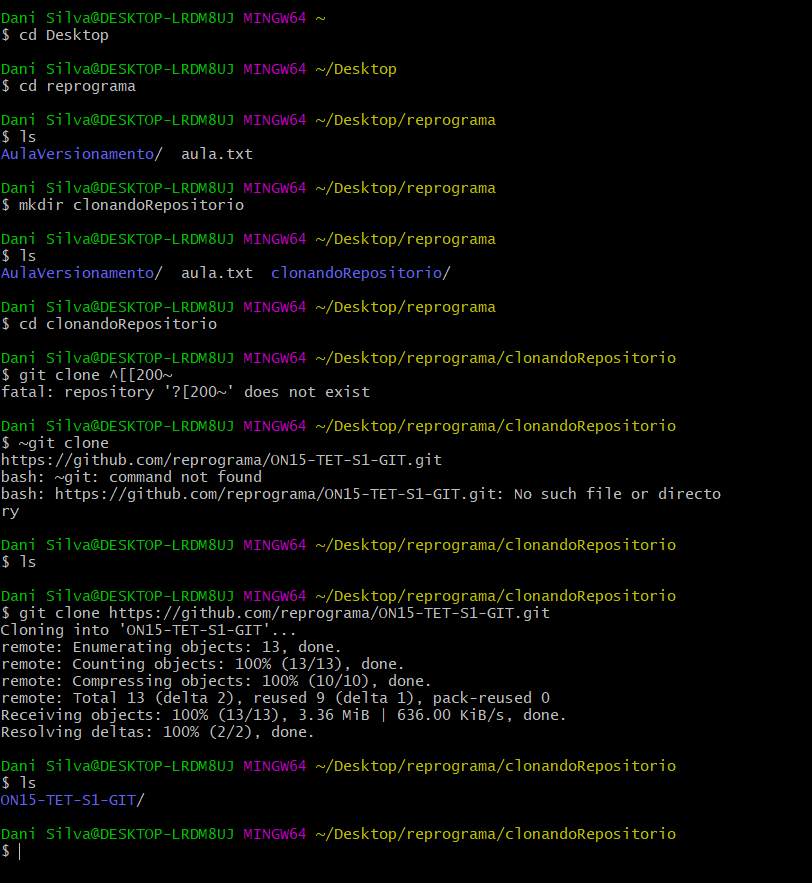 Dani Silva@DESKTOP-LRDM8UJ MINGW64 ~
$ cd Desktop
Dani Silva@DESKTOP-LRDM8UJ MINGW64 ~/Desktop
$ cd reprograma
Dani Silva@DESKTOP-LRDM8UJ MINGW64 ~/Desktop/reprograma
$ ls
AulaVersionamento/  aula.txt
Dani Silva@DESKTOP-LRDM8UJ MINGW64 ~/Desktop/reprograma
$ mkdir clonandoRepositorio
Dani Silva@DESKTOP-LRDM8UJ MINGW64 ~/Desktop/reprograma
$ ls
AulaVersionamento/  aula.txt  clonandoRepositorio/
Dani Silva@DESKTOP-LRDM8UJ MINGW64 ~/Desktop/reprograma
$ cd clonandoRepositorio
Dani Silva@DESKTOP-LRDM8UJ MINGW64 ~/Desktop/reprograma/clonandoRepositorio
$ git clone ^[[200~
fatal: repository '?[200~' does not exist
Dani Silva@DESKTOP-LRDM8UJ MINGW64 ~/Desktop/reprograma/clonandoRepositorio
$ ~git clone
https://github.com/reprograma/ON15-TET-S1-GIT.git
bash: ~git: command not found
bash: https://github.com/reprograma/ON15-TET-S1-GIT.git: No such file or directo
ry
Dani Silva@DESKTOP-LRDM8UJ MINGW64 ~/Desktop/reprograma/clonandoRepositorio
$ ls
Dani Silva@DESKTOP-LRDM8UJ MINGW64 ~/Desktop/reprograma/clonandoRepositorio
$ git clone https://github.com/reprograma/ON15-TET-S1-GIT.git
Cloning into 'ON15-TET-S1-GIT'...
remote: Enumerating objects: 13, done.
remote: Counting objects: 100% (13/13), done.
remote: Compressing objects: 100% (10/10), done.
remote: Total 13 (delta 2), reused 9 (delta 1), pack-reused 0
Receiving objects: 100% (13/13), 3.36 MiB | 636.00 KiB/s, done.
Resolving deltas: 100% (2/2), done.
Dani Silva@DESKTOP-LRDM8UJ MINGW64 ~/Desktop/reprograma/clonandoRepositorio
$ ls
ON15-TET-S1-GIT/
Dani Silva@DESKTOP-LRDM8UJ MINGW64 ~/Desktop/reprograma/clonandoRepositorio
$